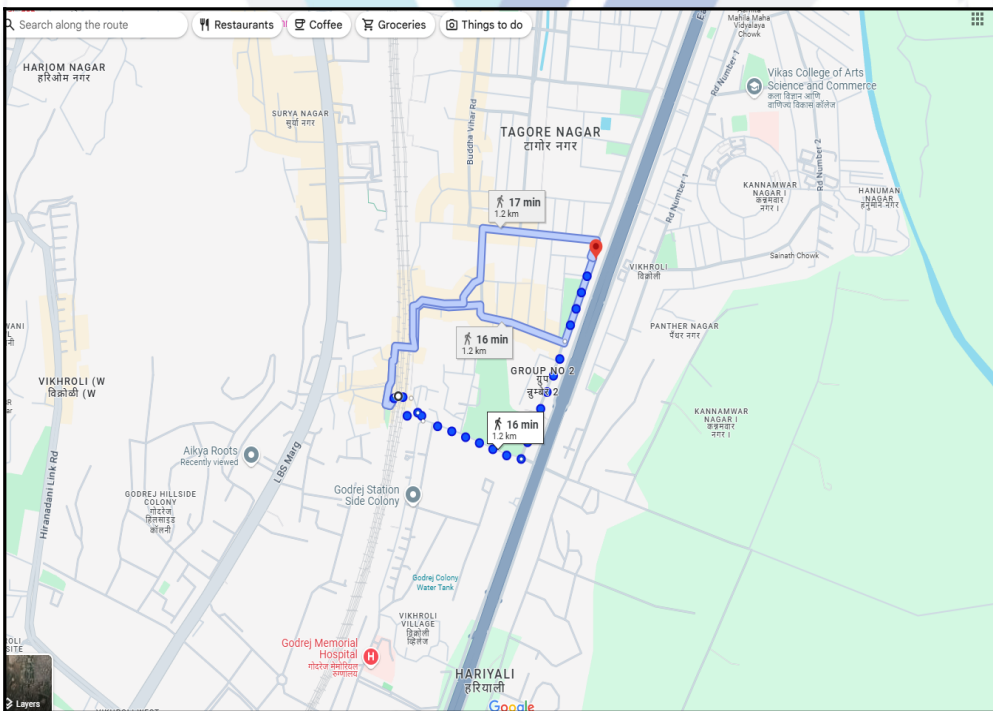 Search along the route
Restaurants
Coffee
Groceries
Things to do
Mahila Maha
Vidyalaya
Chowk
HARIOM NAGAR
हरिओम नगर
Rd Number 1
Vikas College of Arts
Science and Commerce
कला विज्ञान आणि
वाणिज्य विकास कॉलेज
SURYA NAGAR
सुर्या नगर
Buddha Vihar Rd
TAGORE NAGAR
टागोर नगर
Rd Number 2
Rd Number 1
KANNAMWAR
NAGAR I
कन्नमवार
नगर I
HANUMAN
NAGAR
हनुमान नगर
17 min
1.2 km
Sainath Chowk
VIKHROLI
विक्रोली
PANTHER NAGAR
पँथर नगर
16 min
1.2 km
GROUP NO 2
ग्रुप
नुम्बर 2
VIKHROLI (W
विक्रोळी (W
KANNAMWAR
NAGAR I
कन्नमवार
नगर I
16 min
1.2 km
Aikya Roots
Recently viewed
LBS Marg
Hiranadani Link Rd
Godrej Station
Side Colony
GODREJ HILLSIDE
COLONY
गोदरेज
हिलसाइड
कॉलनी
Godrej Colony
Water Tank
VIKHROLI
VILLAGE
विक्रोली
व्हिलेज
Godrej Memorial
Hospital
गोदरेज मेमोरियल
रुग्णालय
H
HARIYALI
हरियाली
Layers
Google